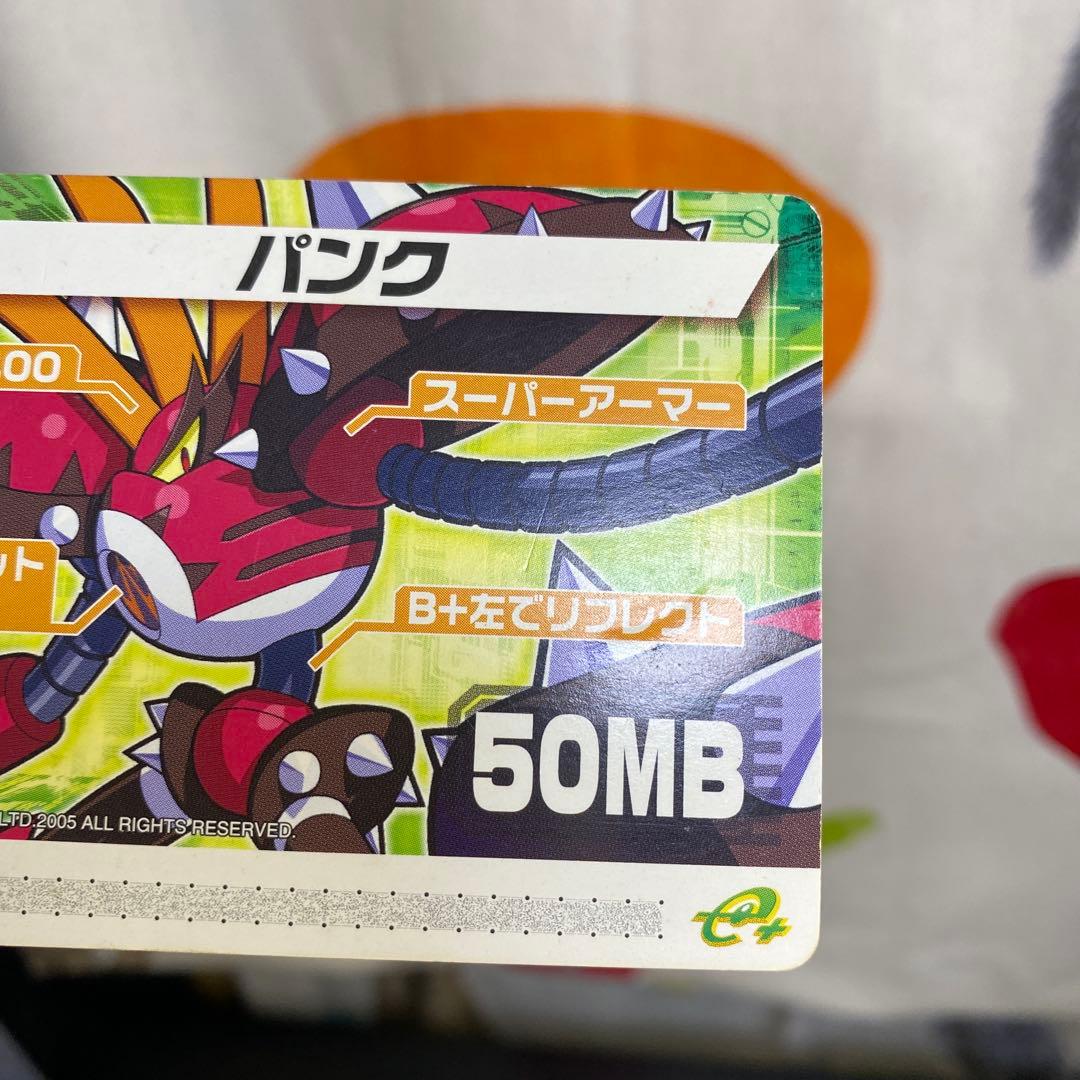 パンク
.00
スーパーアーマー
ット
B+左でリフレクト
50MB
LTD.2005 ALL RIGHTS RESERVED.
e+